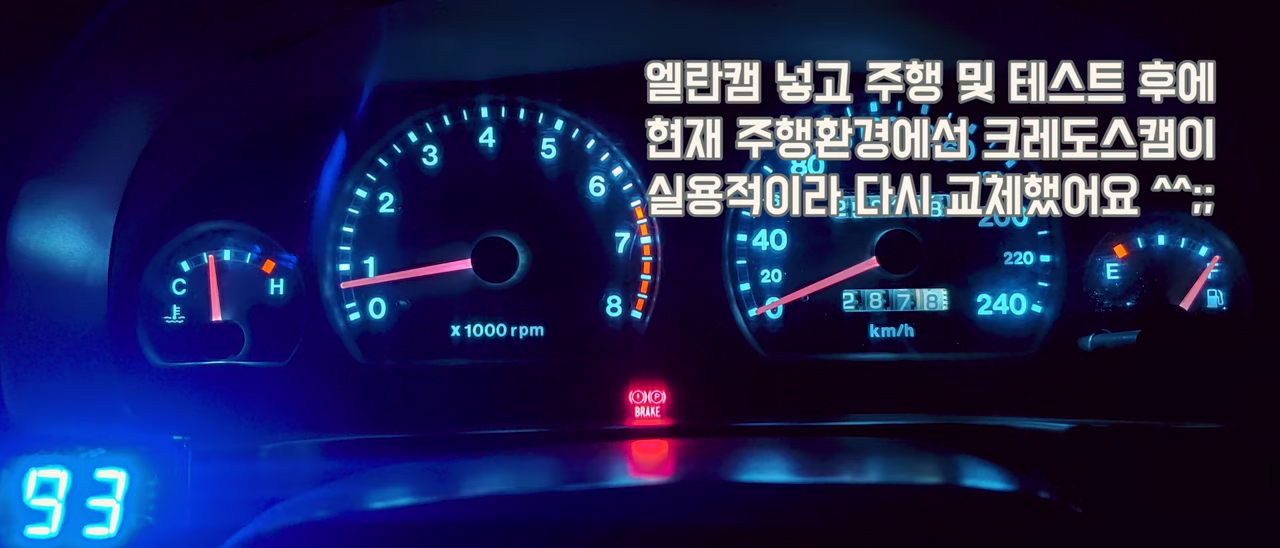 엘란캠 넣고 주행 및 테스트 후에
현재 주행환경에선 크레도스캠이
실용적이라 다시 교체했어요 ^^;;
C H
0 1 2 3 4 5 6 7 8
x1000rpm
0 20 40 80 200 220 240
2878
km/h
E F
BRAKE
93